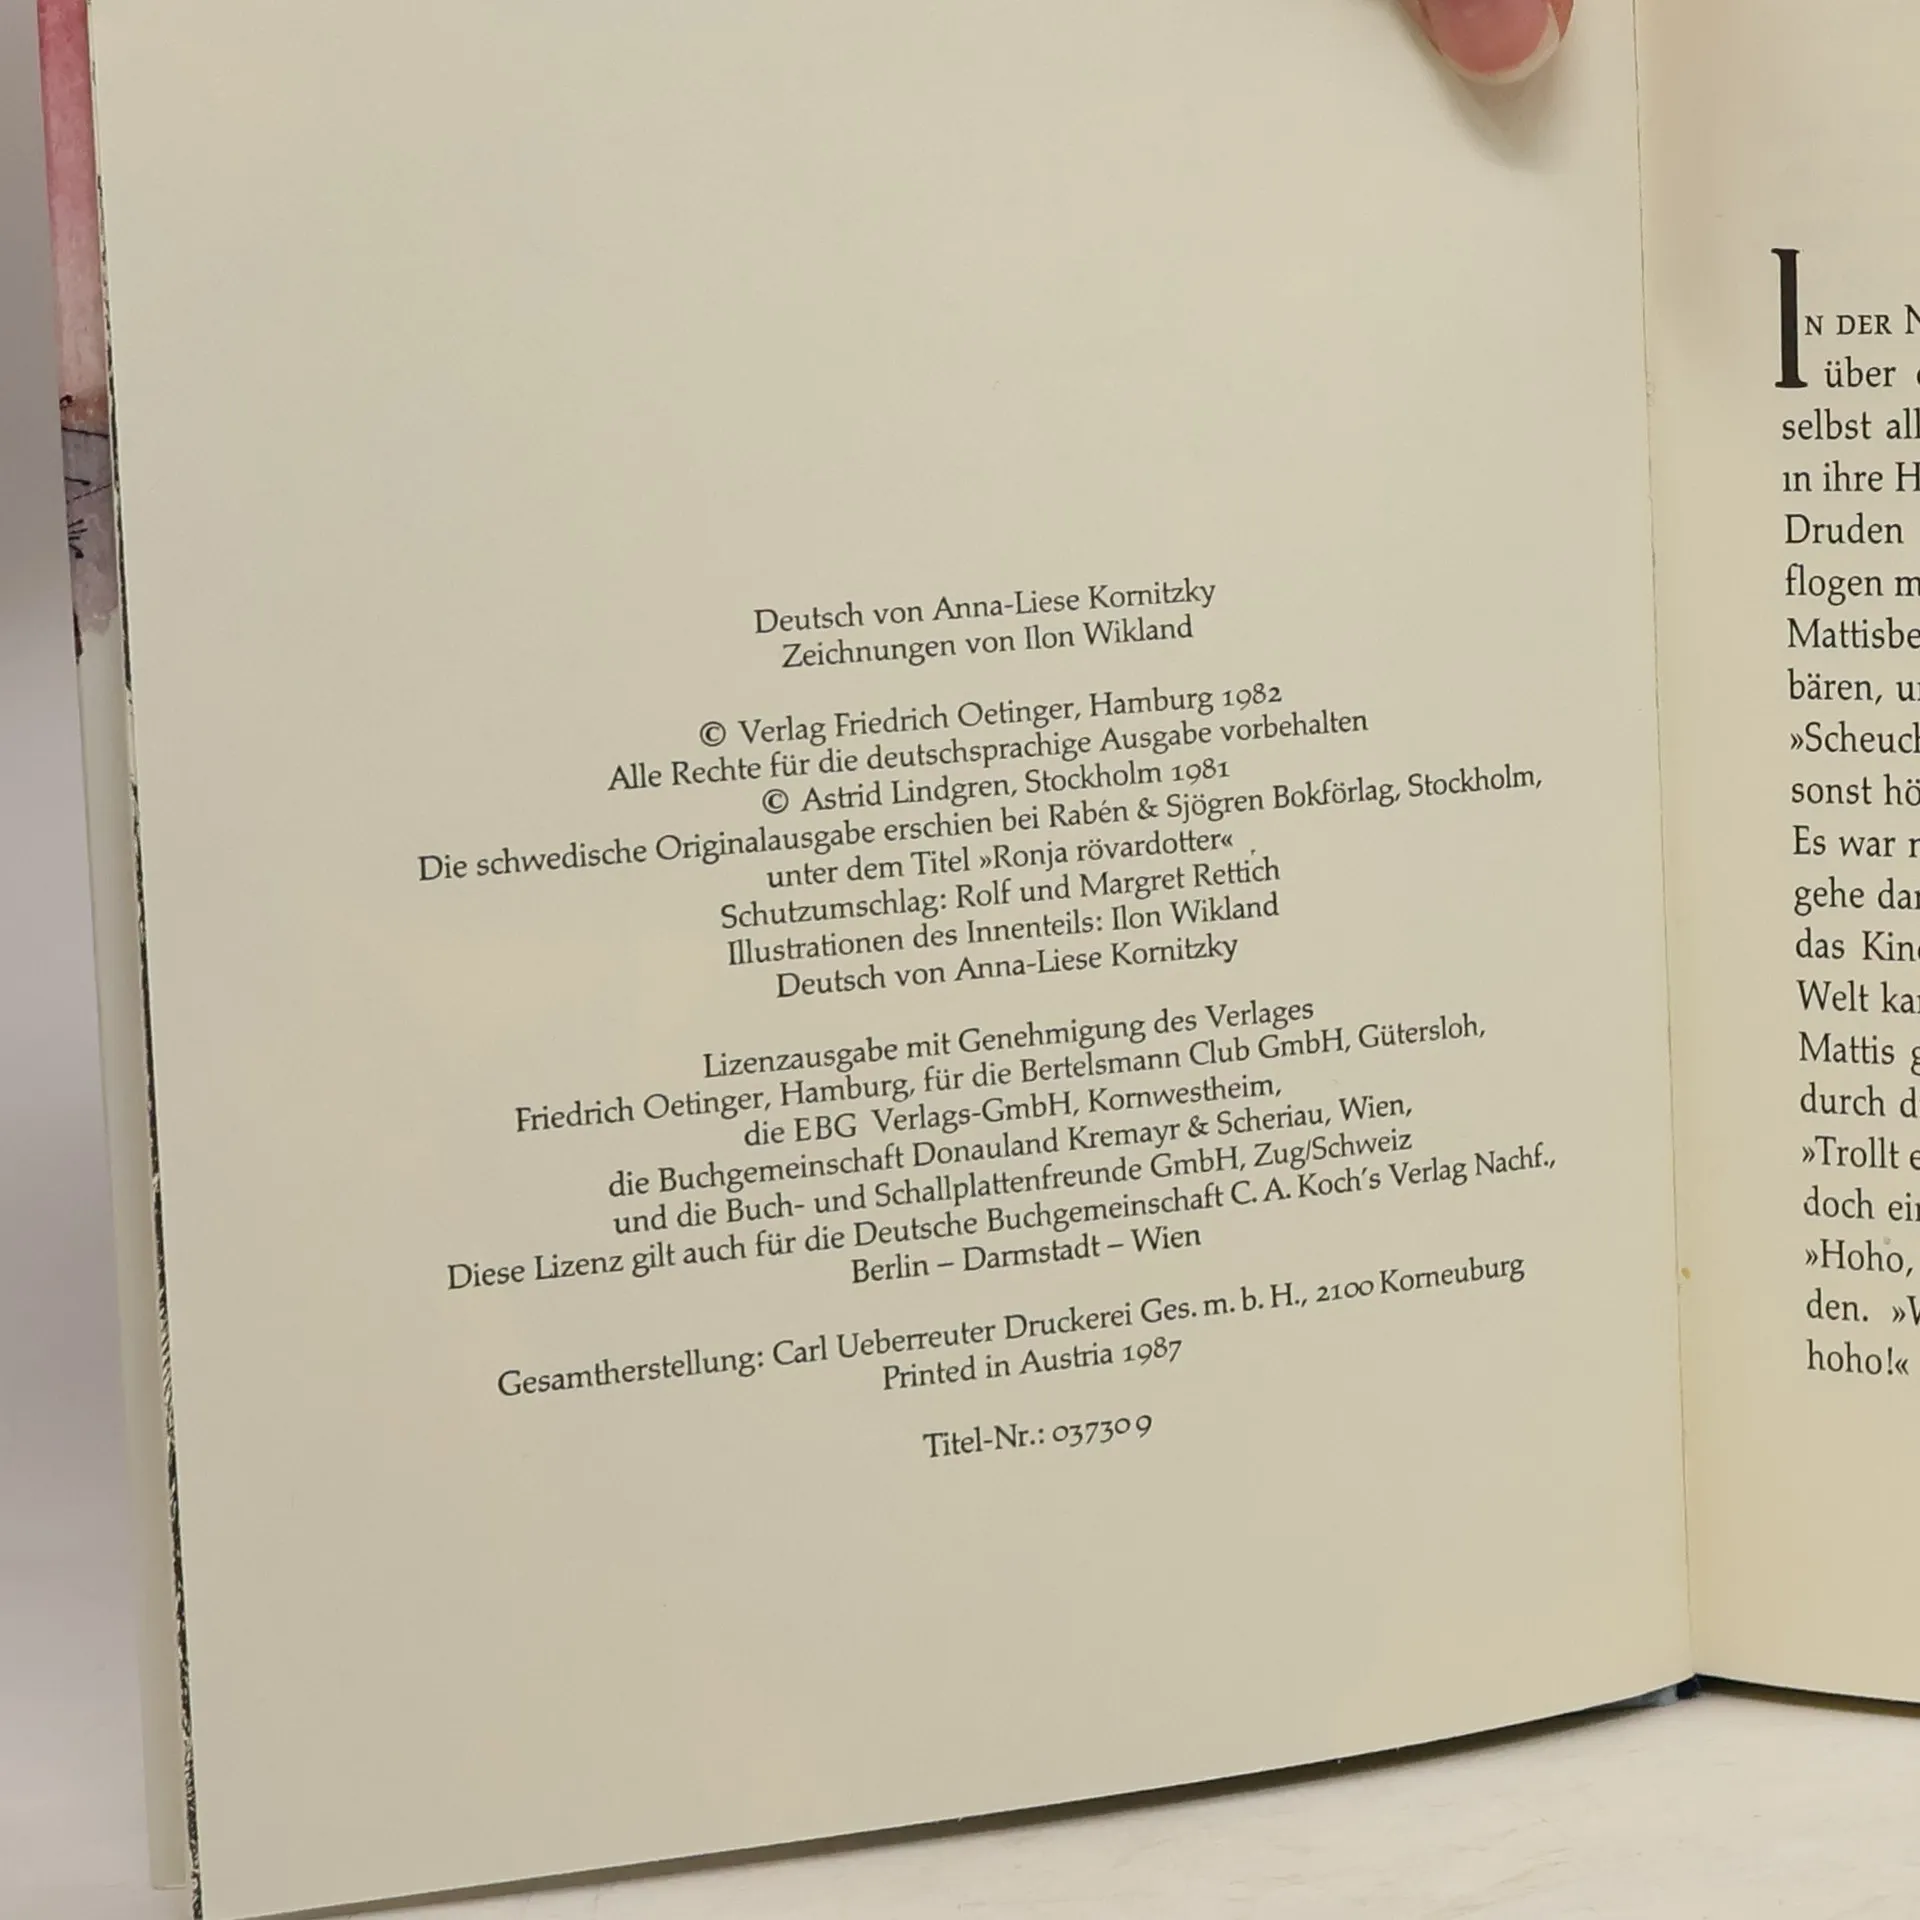 Deutsch von Anna-Liese Kornitzky
Zeichnungen von Ilon Wikland
© Verlag Friedrich Oetinger, Hamburg 1982
Alle Rechte für die deutschsprachige Ausgabe vorbehalten
© Astrid Lindgren, Stockholm 1981
Die schwedische Originalausgabe erschien bei Rabén & Sjögren Bokförlag, Stockholm,
unter dem Titel »Ronja rövardotter«
Schutzumschlag: Rolf und Margret Rettich
Illustrationen des Innenteils: Ilon Wikland
Deutsch von Anna-Liese Kornitzky
Lizenzausgabe mit Genehmigung des Verlages
Friedrich Oetinger, Hamburg, für die Bertelsmann Club GmbH, Gütersloh,
die EBG Verlags-GmbH, Kornwestheim,
die Buchgemeinschaft Donauland Kremayr & Scheriau, Wien,
und die Buch- und Schallplattenfreunde GmbH, Zug/Schweiz
Diese Lizenz gilt auch für die Deutsche Buchgemeinschaft C. A. Koch's Verlag Nachf.,
Berlin – Darmstadt – Wien
Gesamtherstellung: Carl Ueberreuter Druckerei Ges. m. b. H., 2100 Korneuburg
Printed in Austria 1987
Titel-Nr.: 037309
IN DER
über
selbst
in ihre
Druden
flogen
bären,
sonst
Es war
gehe
das
Welt
Mattis
durch
»Trollt
doch
»Hoho,
den.
hoho!«